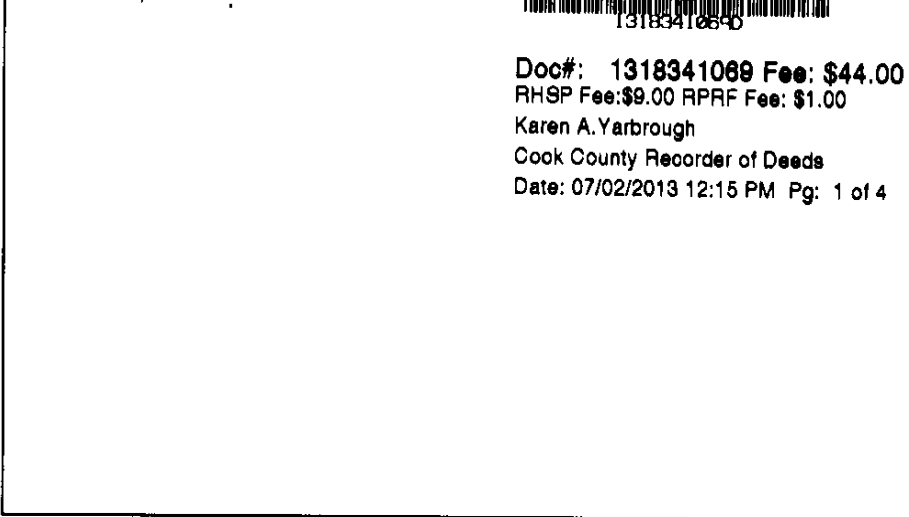 1318341069D
Doc#: 1318341069 Fee: $44.00
RHSP Fee:$9.00 RPRF Fee: $1.00
Karen A.Yarbrough
Cook County Recorder of Deeds
Date: 07/02/2013 12:15 PM Pg: 1 of 4